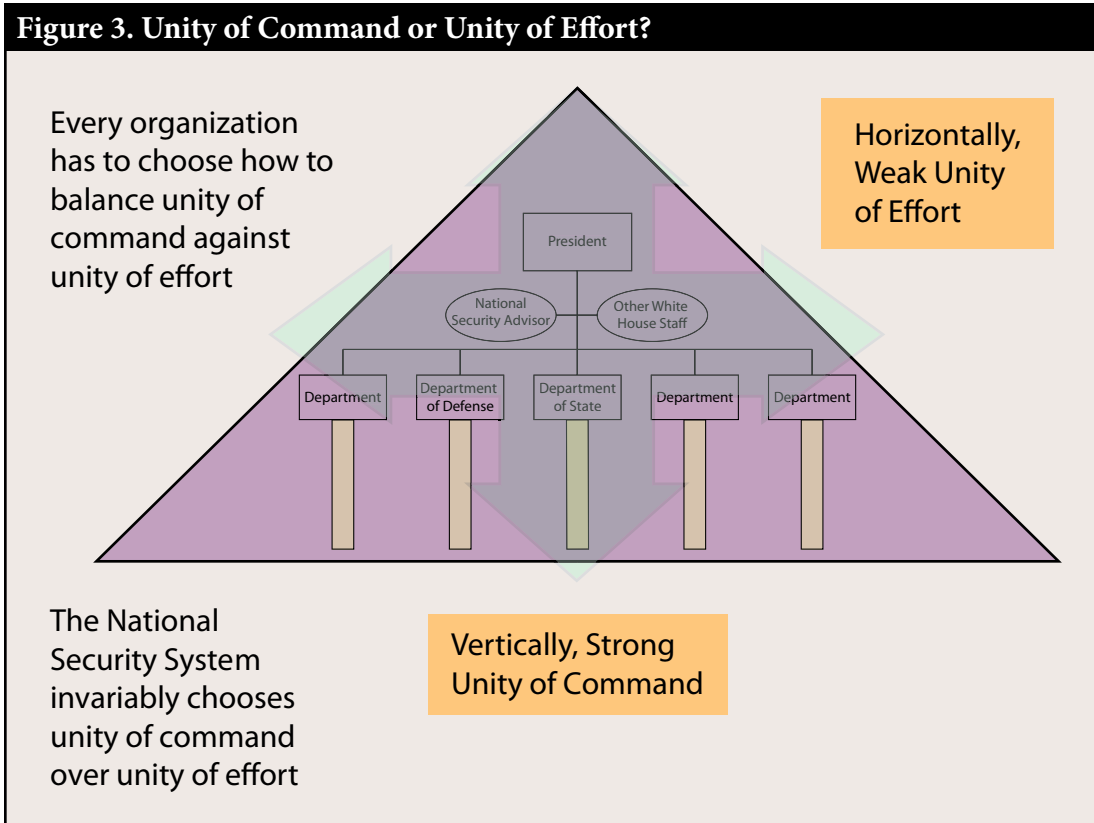 Figure 3. Unity of Command or Unity of Effort?
Every organization
has to choose how to
balance unity of
command against
unity of effort
Horizontally,
Weak Unity
of Effort
President
National
Security Advisor
Other White
House Staff
Department
Department
of Defense
Department
of State
Department
Department
The National
Security System
invariably chooses
unity of command
over unity of effort
Vertically, Strong
Unity of Command